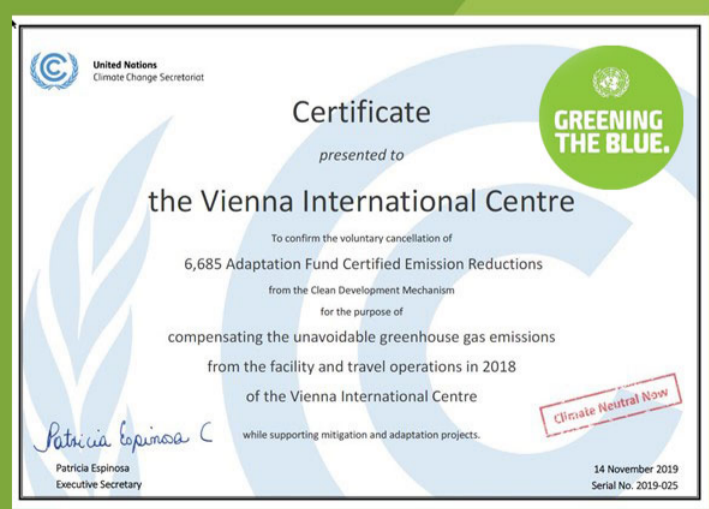 United Nations
Climate Change Secretariat
GREENING
THE BLUE.
Certificate
presented to
the Vienna International Centre
To confirm the voluntary cancellation of
6,685 Adaptation Fund Certified Emission Reductions
from the Clean Development Mechanism
for the purpose of
compensating the unavoidable greenhouse gas emissions
from the facility and travel operations in 2018
of the Vienna International Centre
Climate Neutral Now
while supporting mitigation and adaptation projects.
Patricia Espinosa C
Patricia Espinosa
Executive Secretary
14 November 2019
Serial No. 2019-025